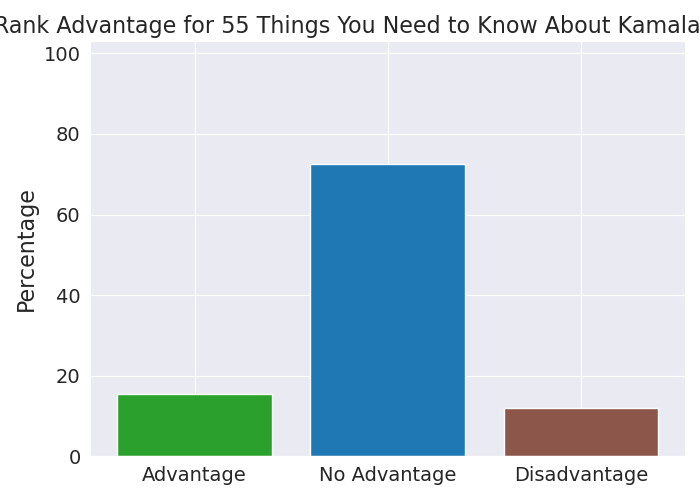 Rank Advantage for 55 Things You Need to Know About Kamala
100
80
60
40
20
0
Percentage
Advantage
No Advantage
Disadvantage